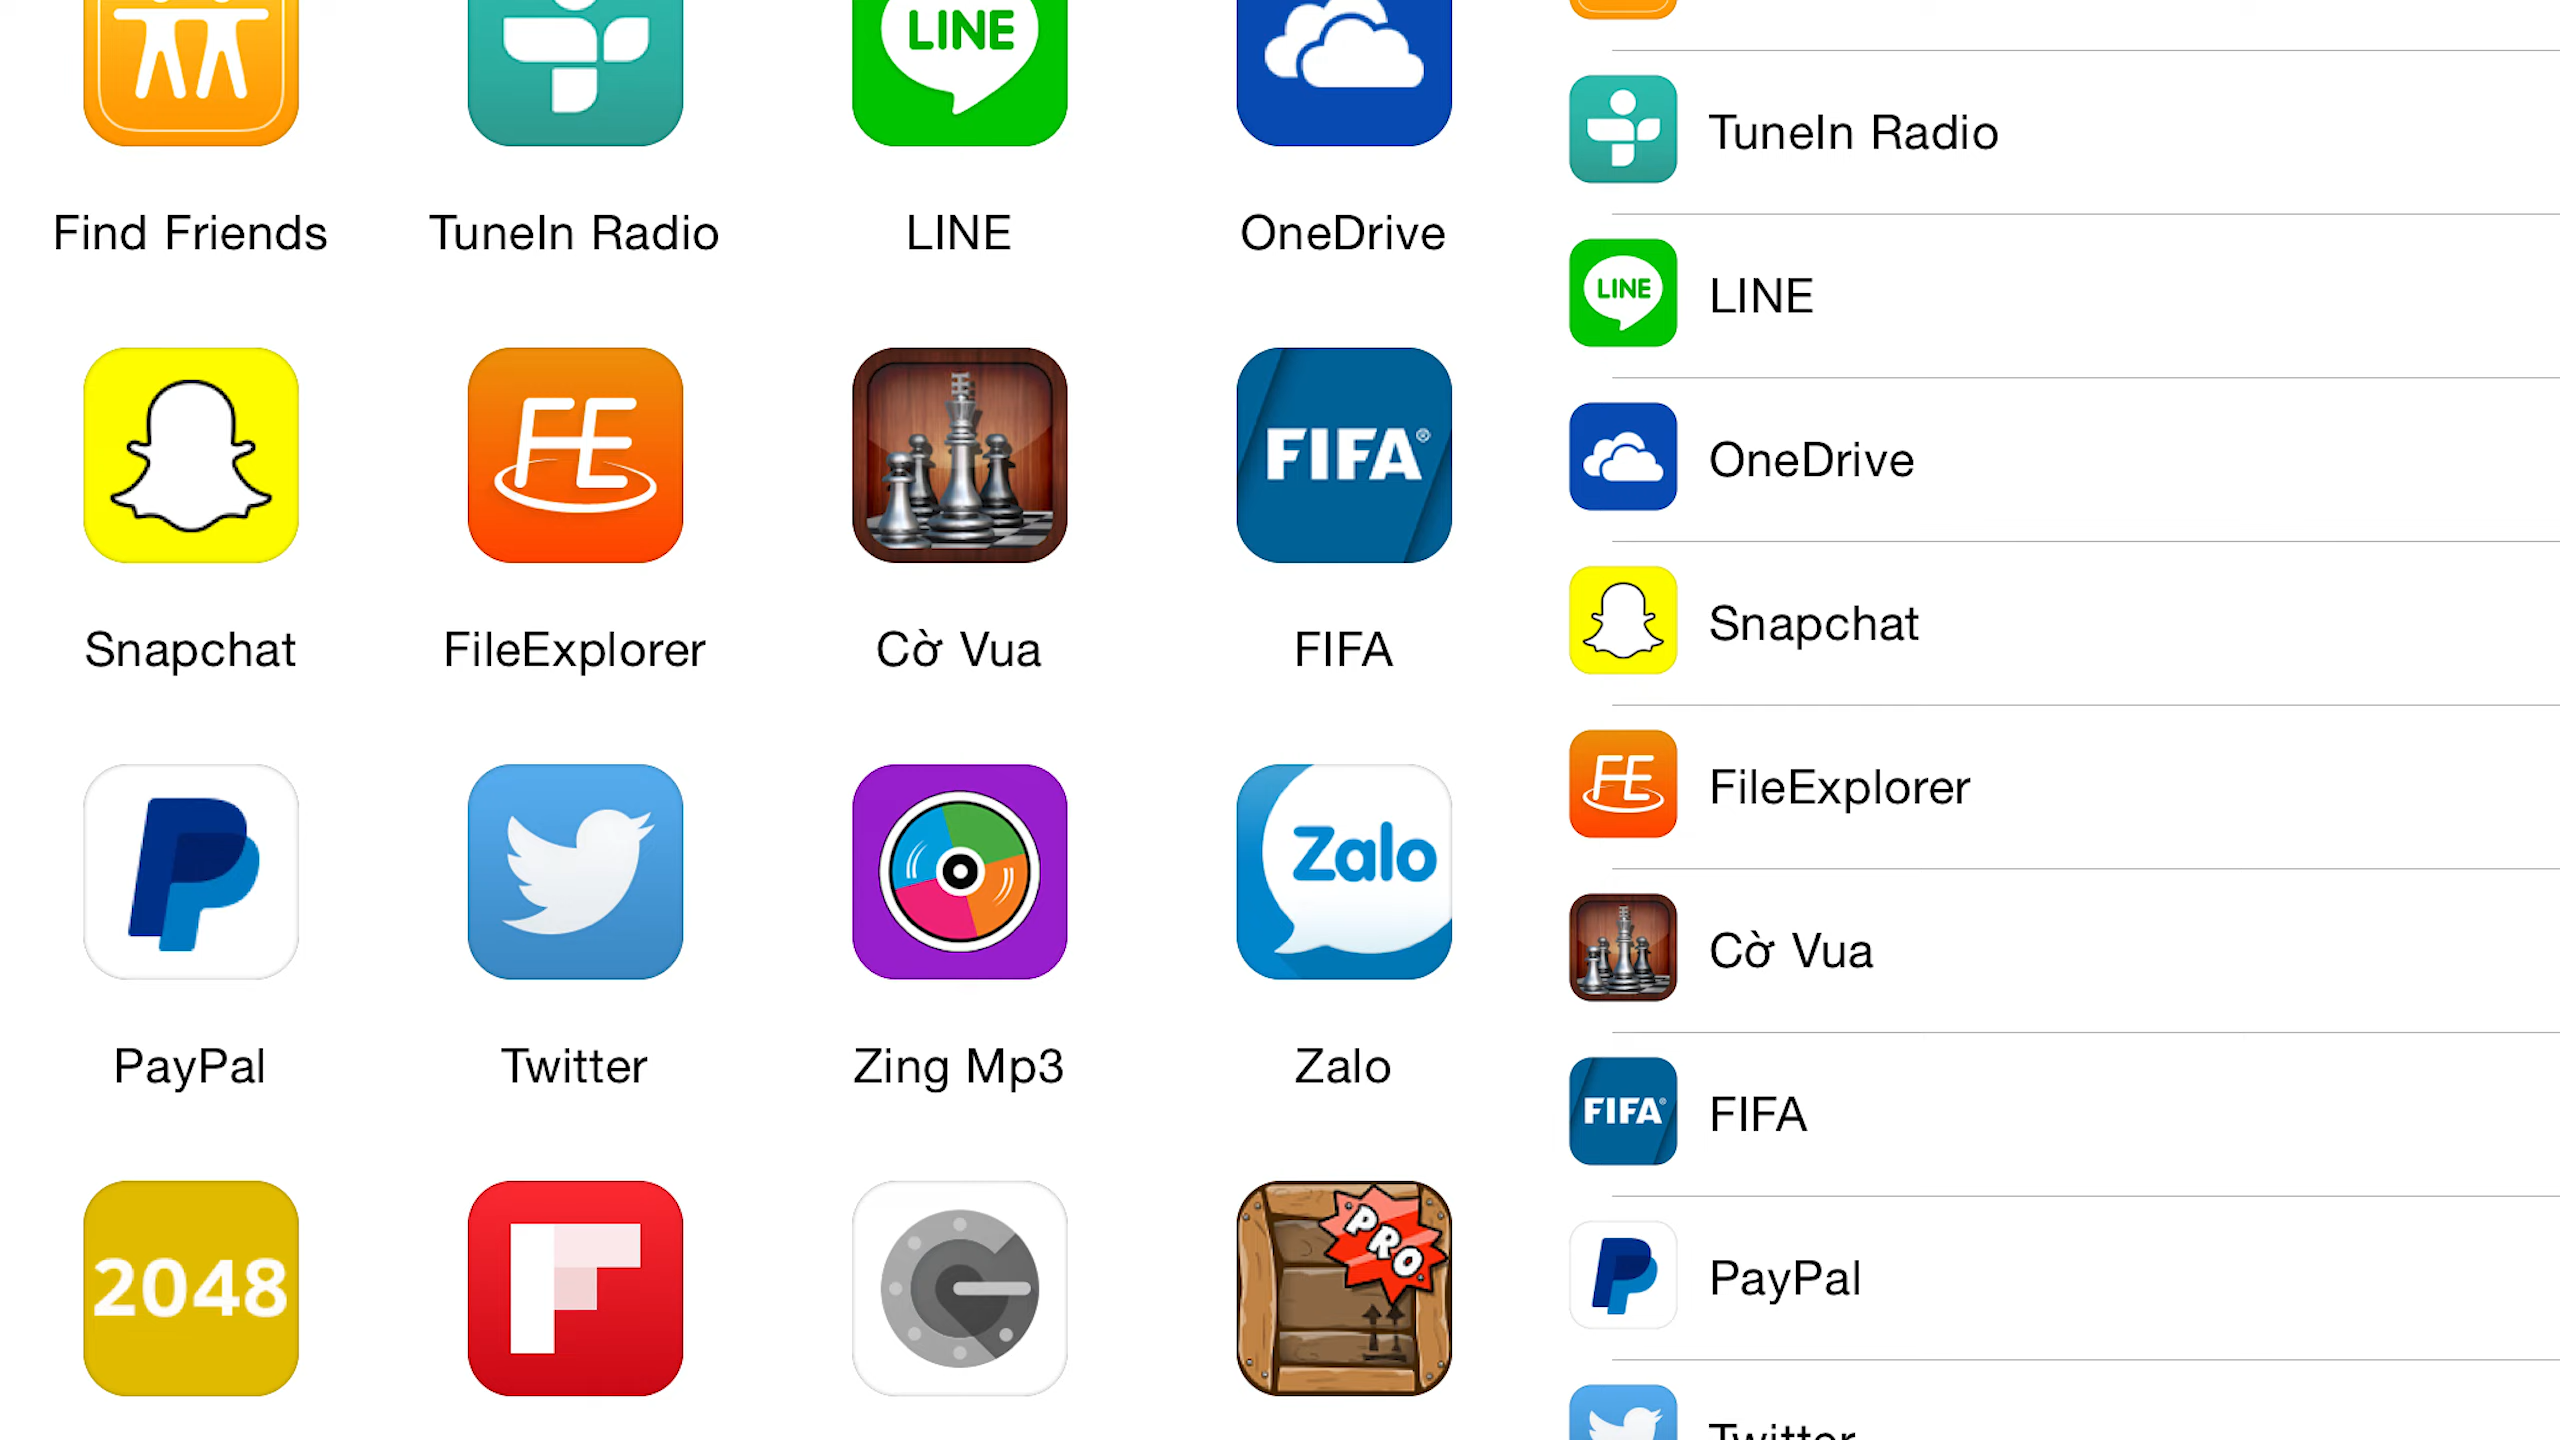 LINE
Find Friends
TuneIn Radio
LINE
OneDrive
FE
FIFA®
Snapchat
FileExplorer
Cờ Vua
FIFA
Zalo
PayPal
Twitter
Zing Mp3
Zalo
2048
PRO
TuneIn Radio
LINE
LINE
OneDrive
Snapchat
FE
FileExplorer
Cờ Vua
FIFA®
FIFA
PayPal
Twitter